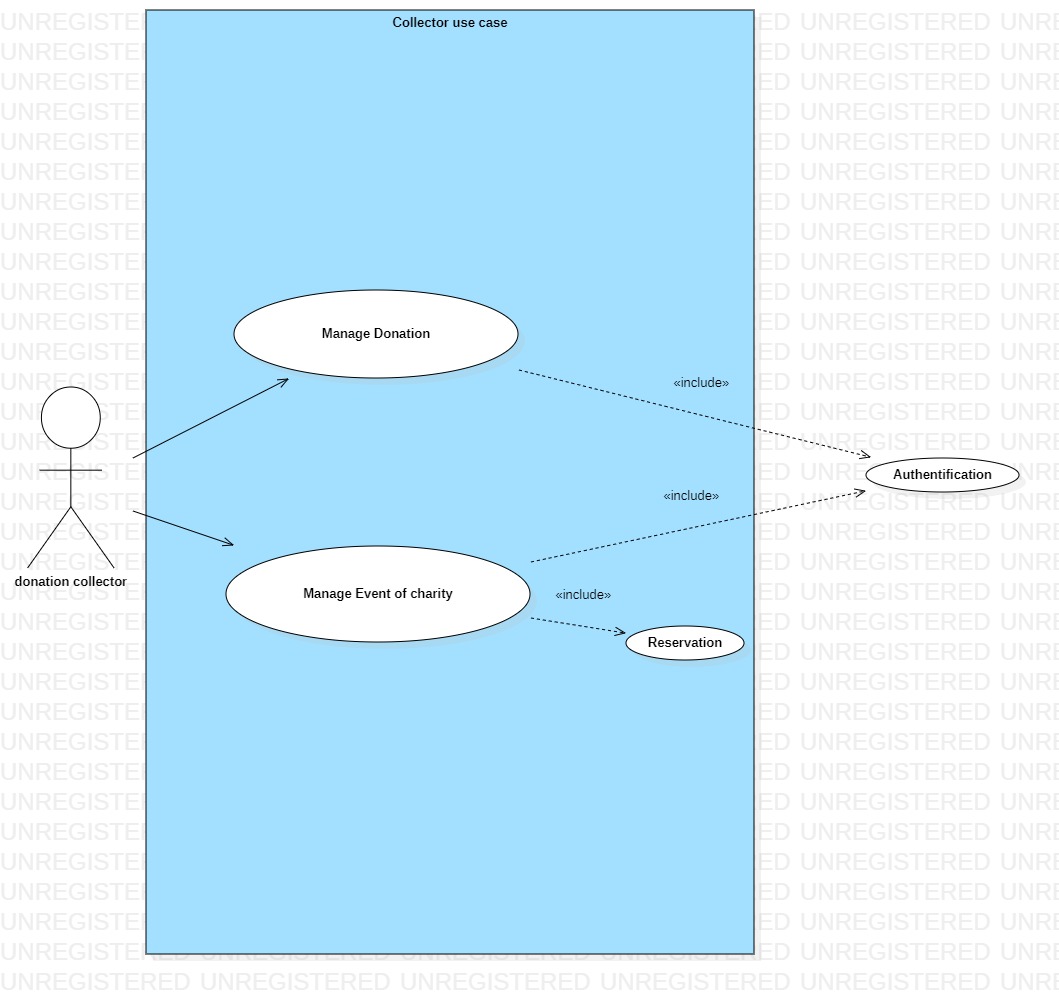 Collector use case
Manage Donation
«include»
Authentification
«include»
donation collector
Manage Event of charity
«include»
Reservation
UNREGISTERED UNREGISTERED UNREGISTERED UNREGISTERED UNREGISTERED